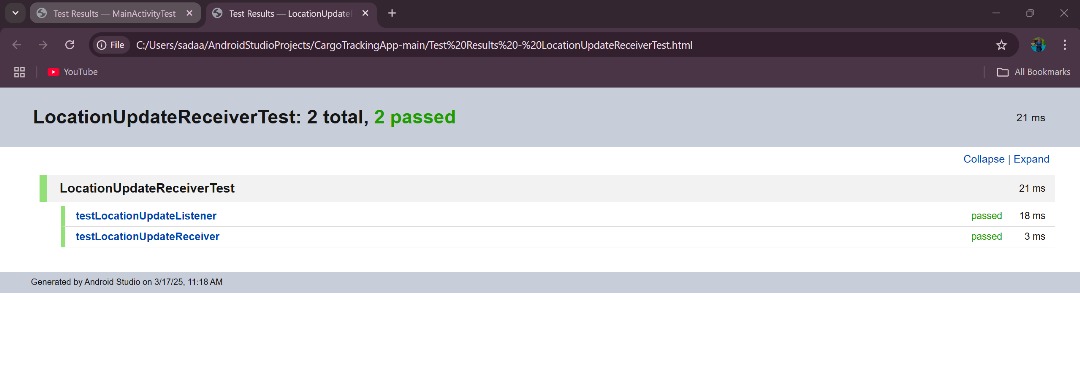 Test Results — MainActivityTest
Test Results — LocationUpdate
File C:/Users/sadaa/AndroidStudioProjects/CargoTrackingApp-main/Test%20Results%20-%20LocationUpdateReceiverTest.html
YouTube
All Bookmarks
LocationUpdateReceiverTest: 2 total, 2 passed 21 ms
Collapse | Expand
LocationUpdateReceiverTest 21 ms
testLocationUpdateListener passed 18 ms
testLocationUpdateReceiver passed 3 ms
Generated by Android Studio on 3/17/25, 11:18 AM